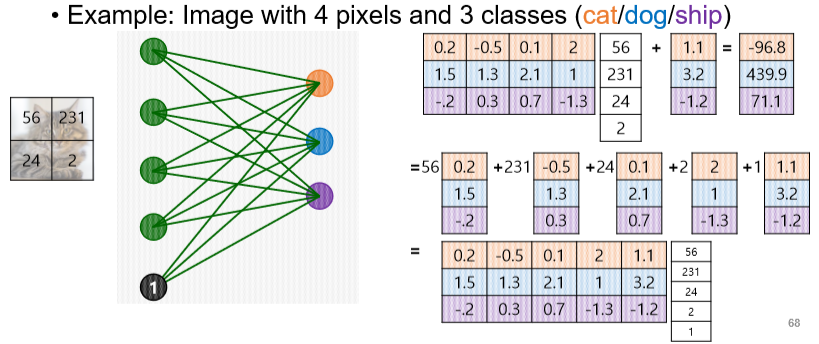 • Example: Image with 4 pixels and 3 classes (cat/dog/ship)
56 231
24 2
1
0.2 -0.5 0.1 2 56 + 1.1 = -96.8
1.5 1.3 2.1 1 231 3.2 439.9
-.2 0.3 0.7 -1.3 24 -1.2 71.1
2
=56 0.2 +231 -0.5 +24 0.1 +2 2 +1 1.1
1.5 1.3 2.1 1 3.2
-.2 0.3 0.7 -1.3 -1.2
= 0.2 -0.5 0.1 2 1.1 56
1.5 1.3 2.1 1 3.2 231
-.2 0.3 0.7 -1.3 -1.2 24
2
1
68